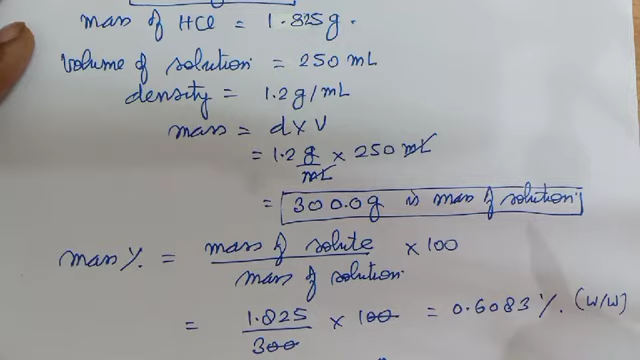 mass of HCl = 1.825g.
Volume of solution = 250 mL
density = 1.2 g/mL
mass = d×V
= 1.2 g/mL × 250 mL
= 300.0g is mass of solution;
mass %. = mass of solute / mass of solution. × 100
= 1.825 / 300 × 100 = 0.6083 %. (w/w)